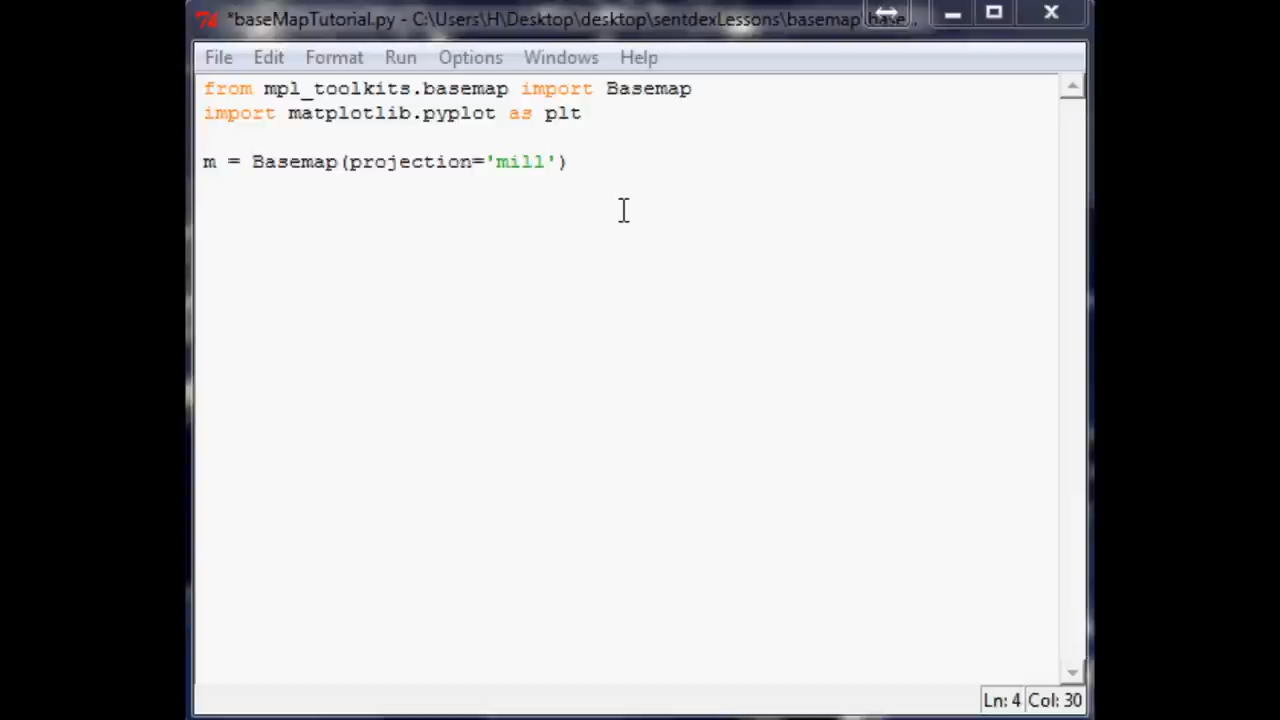 *baseMapTutorial.py - C:\Users\H\Desktop\desktop\sentdexLessons\basemap base...
File Edit Format Run Options Windows Help
from mpl_toolkits.basemap import Basemap
import matplotlib.pyplot as plt
m = Basemap(projection='mill')
Ln: 4 Col: 30